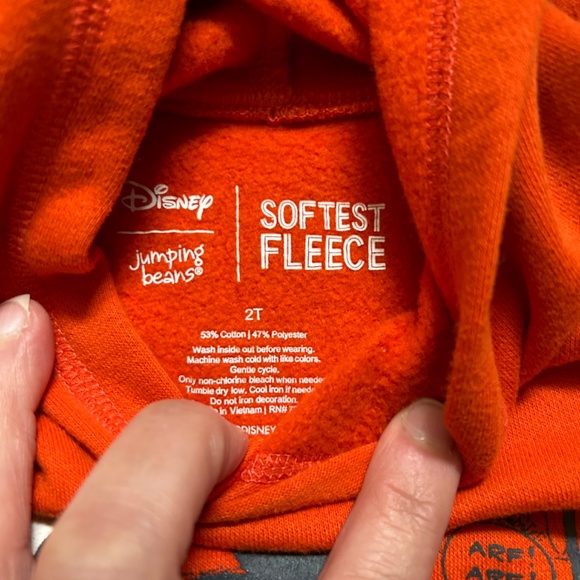 Disney
jumping
beans®
SOFTEST
FLEECE
2T
53% Cotton | 47% Polyester
Wash inside out before wearing.
Machine wash cold with like colors.
Gentle cycle.
Only non-chlorine bleach when neede
Tumble dry low. Cool iron if neede
Do not iron decoration.
in Vietnam | RN#
DISNEY
ARF!
ARF!